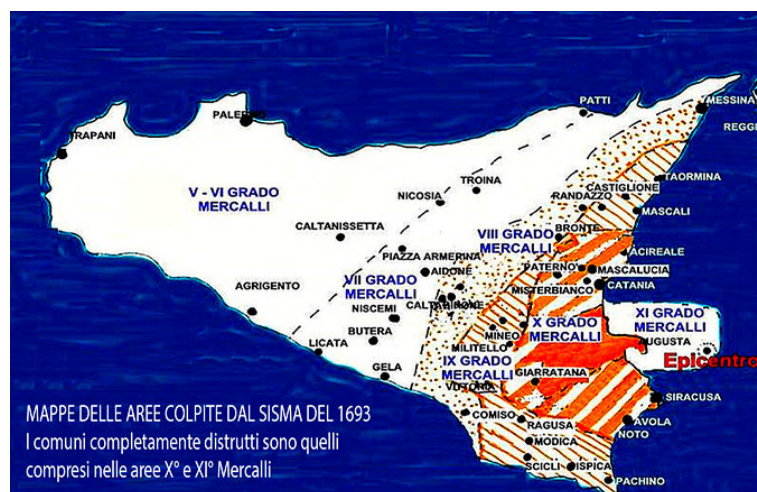 PATTI
MESSINA
PALERMO
REGGI
TRAPANI
TAORMINA
TROINA
CASTIGLIONE
V - VI GRADO
MERCALLI
NICOSIA
RANDAZZO
MASCALI
CALTANISSETTA
VIII GRADO
MERCALLI
BRONTE
ACIREALE
PIAZZA ARMERINA
AIDONE
PATERNO
MASCALUCIA
VII GRADO
MERCALLI
MISTERBIANCO
CATANIA
AGRIGENTO
CALTAGIRONE
NISCEMI
XI GRADO
MERCALLI
X GRADO
MERCALLI
BUTERA
MINEO
AUGUSTA
LICATA
MILITELLO
Epicentro
IX GRADO
MERCALLI
GELA
GIARRATANA
VITTORIA
SIRACUSA
COMISO
RAGUSA
AVOLA
NOTO
MODICA
SCICLI
ISPICA
PACHINO
MAPPE DELLE AREE COLPITE DAL SISMA DEL 1693
I comuni completamente distrutti sono quelli
compresi nelle aree X° e XI° Mercalli